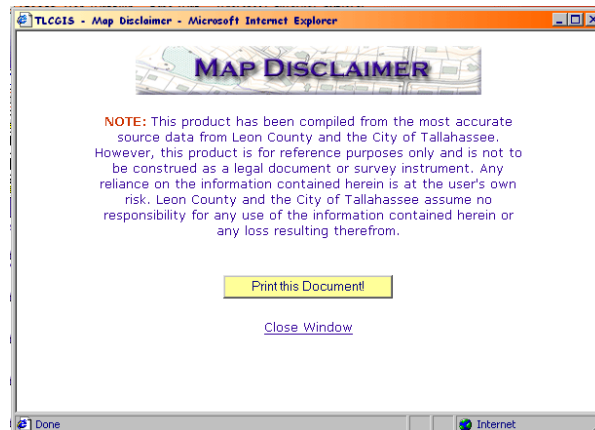 TLCGIS - Map Disclaimer - Microsoft Internet Explorer
MAP DISCLAIMER
NOTE: This product has been compiled from the most accurate
source data from Leon County and the City of Tallahassee.
However, this product is for reference purposes only and is not to
be construed as a legal document or survey instrument. Any
reliance on the information contained herein is at the user's own
risk. Leon County and the City of Tallahassee assume no
responsibility for any use of the information contained herein or
any loss resulting therefrom.
Print this Document!
Close Window
Done
Internet